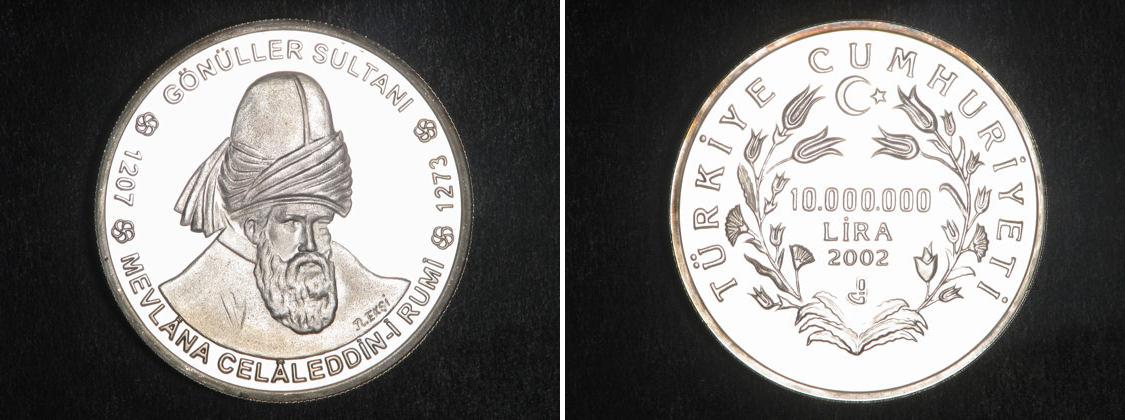 GÖNÜLLER SULTANI
1207
1273
MEVLÂNA CELÂLEDDİN-İ RUMİ
N.EKŞİ
TÜRKİYE CUMHURİYETİ
10.000.000
LİRA
2002